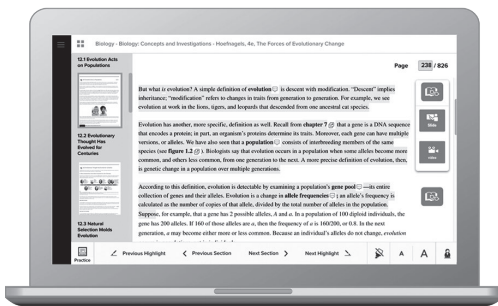 Biology - Biology: Concepts and Investigations - Hoefnagels, 4e, The Forces of Evolutionary Change
12.1 Evolution Acts
on Populations
12.2 Evolutionary
Thought Has
Evolved for
Centuries
12.3 Natural
Selection Molds
Evolution
Page 238 / 826
But what is evolution? A simple definition of evolution is descent with modification. "Descent" implies
inheritance; "modification" refers to changes in traits from generation to generation. For example, we see
evolution at work in the lions, tigers, and leopards that descended from one ancestral cat species.
Evolution has another, more specific, definition as well. Recall from chapter 7 that a gene is a DNA sequence
that encodes a protein; in part, an organism's proteins determine its traits. Moreover, each gene can have multiple
versions, or alleles. We have also seen that a population consists of interbreeding members of the same
species (see figure 1.2). Biologists say that evolution occurs in a population when some alleles become more
common, and others less common, from one generation to the next. A more precise definition of evolution, then,
is genetic change in a population over multiple generations.
According to this definition, evolution is detectable by examining a population's gene pool—its entire
collection of genes and their alleles. Evolution is a change in allele frequencies; an allele's frequency is
calculated as the number of copies of that allele, divided by the total number of alleles in the population.
Suppose, for example, that a gene has 2 possible alleles, A and a. In a population of 100 diploid individuals, the
gene has 200 alleles. If 160 of those alleles are a, then the frequency of a is 160/200, or 0.8. In the next
generation, a may become either more or less common. Because an individual's alleles do not change, evolution
Slide
Video
Practice
Previous Highlight
Previous Section
Next Section
Next Highlight
A
A